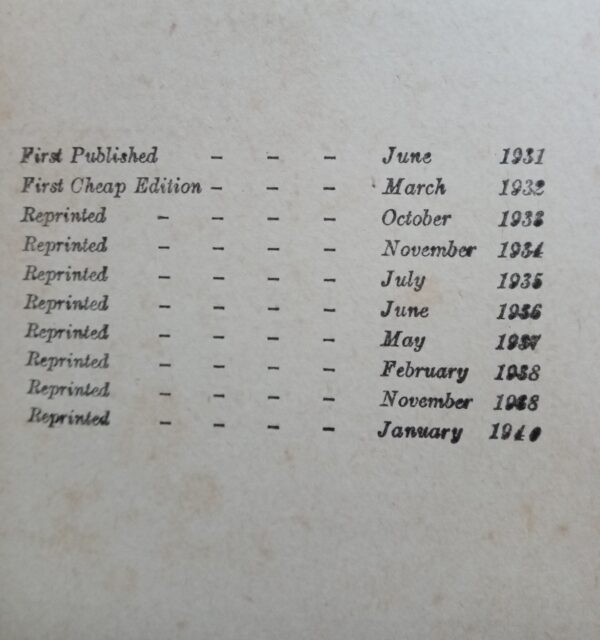 First Published - - - June 1931
First Cheap Edition - - - March 1932
Reprinted - - - - October 1933
Reprinted - - - - November 1934
Reprinted - - - - July 1935
Reprinted - - - - June 1936
Reprinted - - - - May 1937
Reprinted - - - - February 1938
Reprinted - - - - November 1938
Reprinted - - - - January 1940